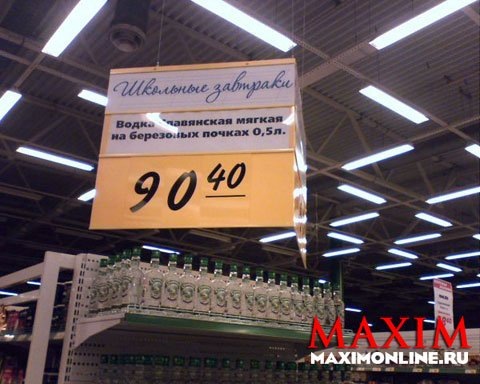 Школьные завтраки
Водка Славянская мягкая
на березовых почках 0,5л.
90 40
MAXIM
MAXIMONLINE.RU